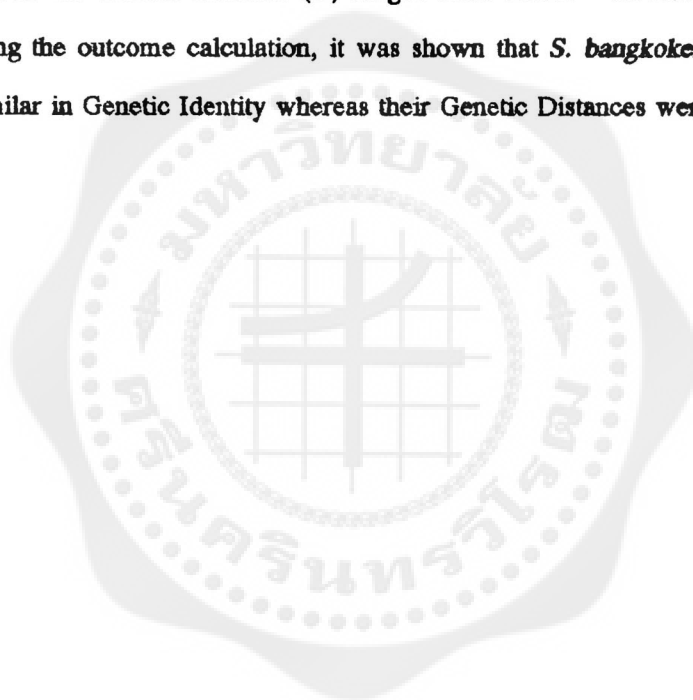 ng the outcome calculation, it was shown that S. bangkoke
milar in Genetic Identity whereas their Genetic Distances wer
มหาวิทยาลัย
ศรีนครินทรวิโรฒ